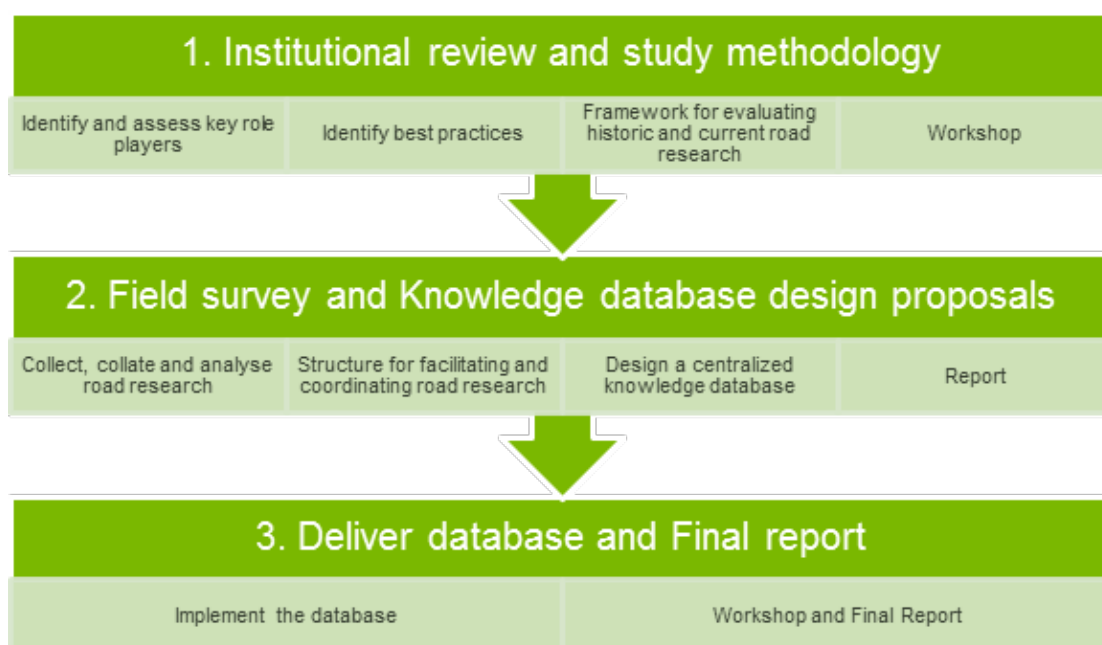 1. Institutional review and study methodology
Identify and assess key role
players
Identify best practices
Framework for evaluating
historic and current road
research
Workshop
2. Field survey and Knowledge database design proposals
Collect, collate and analyse
road research
Structure for facilitating and
coordinating road research
Design a centralized
knowledge database
Report
3. Deliver database and Final report
Implement the database
Workshop and Final Report